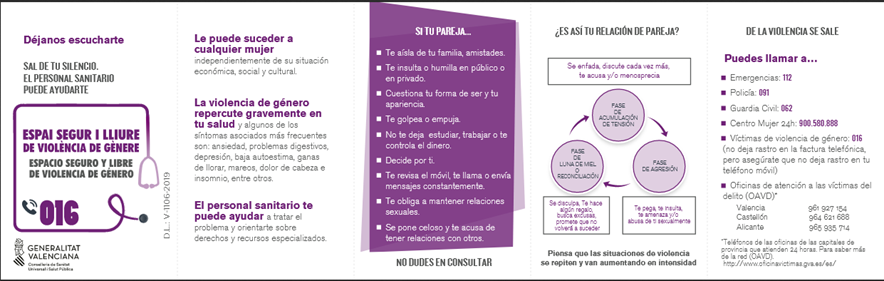 Déjanos escucharte
SAL DE TU SILENCIO.
EL PERSONAL SANITARIO
PUEDE AYUDARTE
ESPAI SEGUR I LLIURE
DE VIOLÈNCIA DE GÈNERE
ESPACIO SEGURO Y LIBRE
DE VIOLENCIA DE GÉNERO
016
GENERALITAT
VALENCIANA
Conselleria de Sanitat
Universal i Salut Pública
D.L.: V-1106-2019
Le puede suceder a
cualquier mujer
independientemente de su situación
económica, social y cultural.
La violencia de género
repercute gravemente en
tu salud y algunos de los
síntomas asociados más frecuentes
son: ansiedad, problemas digestivos,
depresión, baja autoestima, ganas
de llorar, mareos, dolor de cabeza e
insomnio, entre otros.
El personal sanitario te
puede ayudar a tratar el
problema y orientarte sobre
derechos y recursos especializados.
SI TU PAREJA...
■ Te aísla de tu familia, amistades.
■ Te insulta o humilla en público o
en privado.
■ Cuestiona tu forma de ser y tu
apariencia.
■ Te golpea o empuja.
■ No te deja estudiar, trabajar o te
controla el dinero.
■ Decide por ti.
■ Te revisa el móvil, te llama o envía
mensajes constantemente.
■ Te obliga a mantener relaciones
sexuales.
■ Se pone celoso y te acusa de
tener relaciones con otros.
NO DUDES EN CONSULTAR
¿ES ASÍ TU RELACIÓN DE PAREJA?
Se enfada, discute cada vez más,
te acusa y/o menosprecia
FASE
DE
ACUMULACIÓN
DE TENSIÓN
FASE
DE
LUNA DE MIEL
O
RECONCILIACIÓN
FASE
DE AGRESIÓN
Se disculpa, Te hace
algún regalo,
busca excusas,
promete que no
volverá a suceder
Te pega, te insulta,
te amenaza y/o
abusa de ti sexualmente
Piensa que las situaciones de violencia
se repiten y van aumentando en intensidad
DE LA VIOLENCIA SE SALE
Puedes llamar a...
■ Emergencias: 112
■ Policía: 091
■ Guardia Civil: 062
■ Centro Mujer 24h: 900.580.888
■ Víctimas de violencia de género: 016
(no deja rastro en la factura telefónica,
pero asegúrate que no deja rastro en tu
teléfono móvil)
■ Oficinas de atención a las víctimas del
delito (OAVD)*
Valencia 961 927 154
Castellón 964 621 688
Alicante 965 935 714
*Teléfonos de las oficinas de las capitales de
provincia que atienden 24 horas. Para saber más
de la red (OAVD).
http://www.oficinavictimas.gva.es/es/